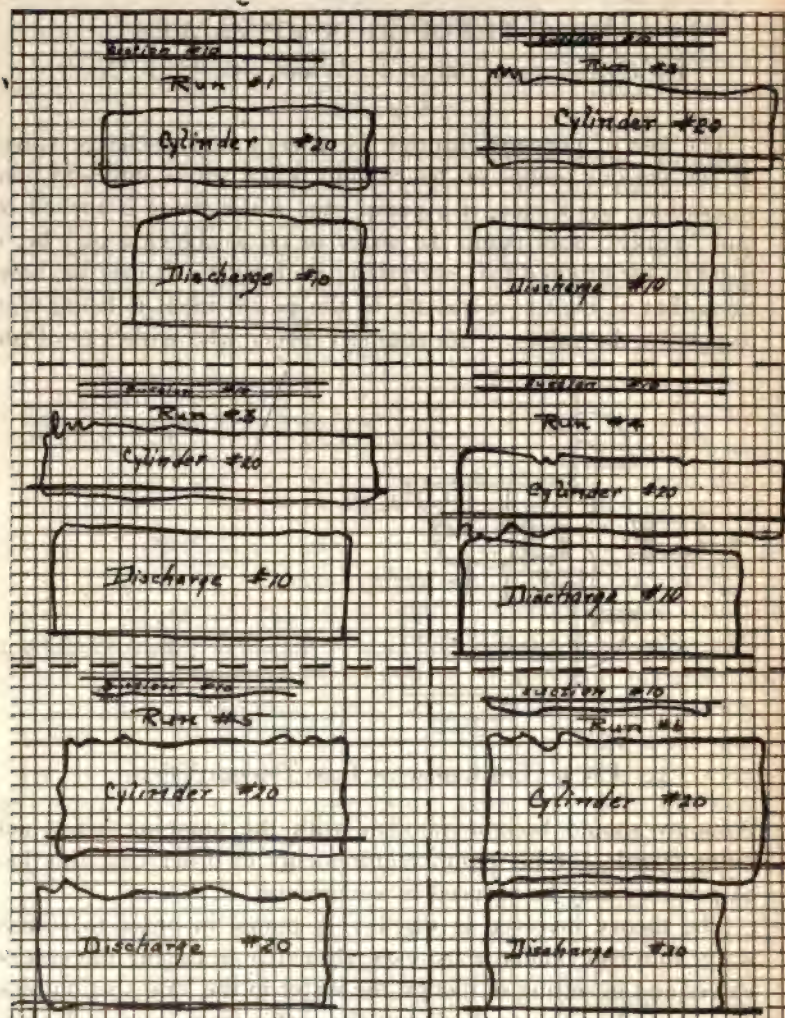 Suction #10
Run #1
Cylinder #20
Discharge #10
Suction #10
Run
Cylinder #20
Discharge #10
Suction #10
Run #3
Cylinder #20
Discharge #10
Suction #10
Run #4
Cylinder #20
Discharge #10
Suction #10
Run #5
Cylinder #20
Discharge #20
Suction #10
Run #6
Cylinder #20
Discharge #20